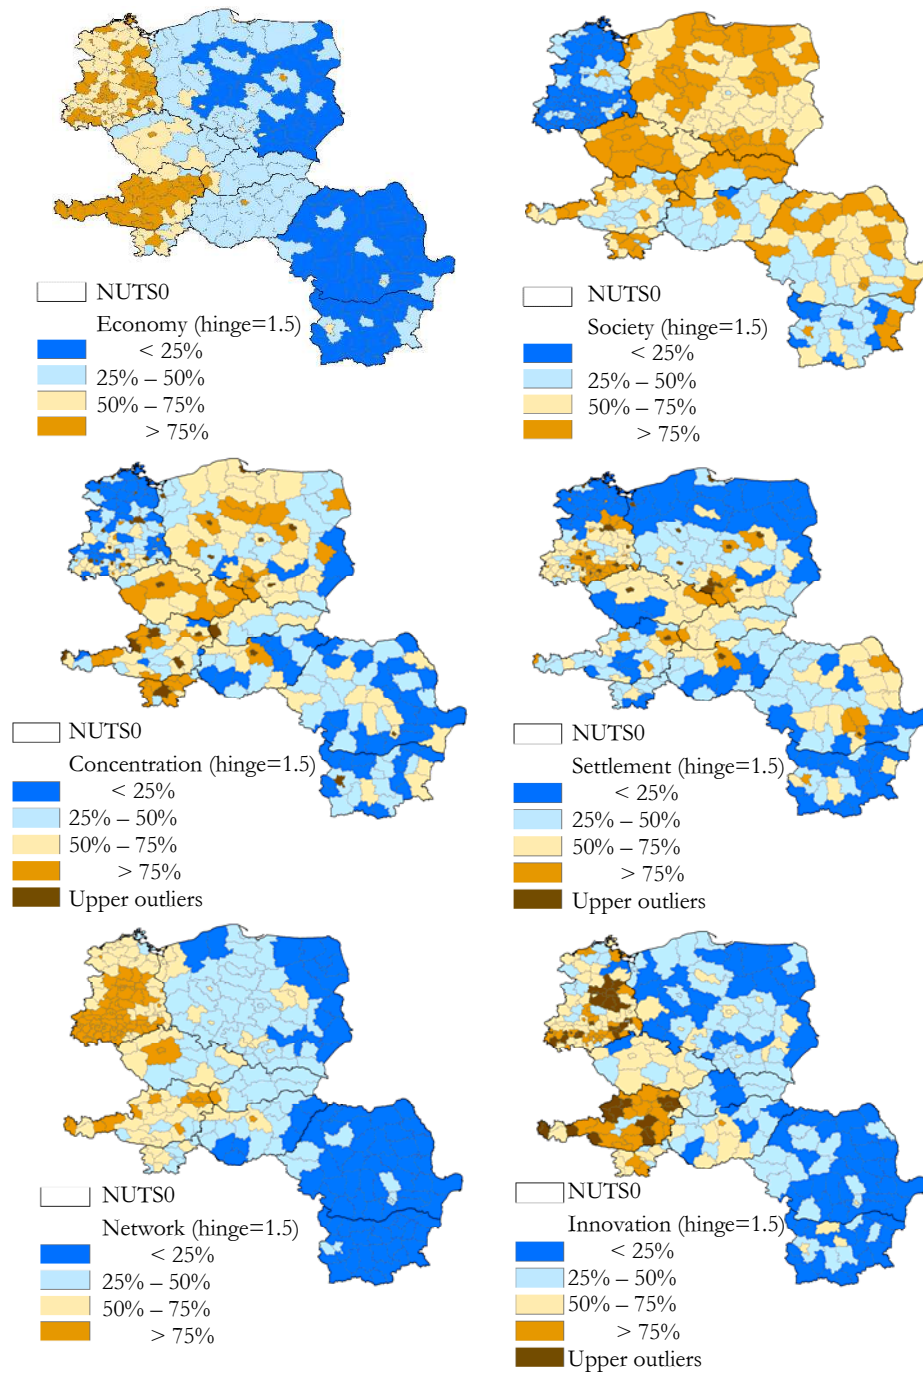 NUTS0
Economy (hinge=1.5)
< 25%
25% – 50%
50% – 75%
> 75%
NUTS0
Society (hinge=1.5)
< 25%
25% – 50%
50% – 75%
> 75%
NUTS0
Concentration (hinge=1.5)
< 25%
25% – 50%
50% – 75%
> 75%
Upper outliers
NUTS0
Settlement (hinge=1.5)
< 25%
25% – 50%
50% – 75%
> 75%
Upper outliers
NUTS0
Network (hinge=1.5)
< 25%
25% – 50%
50% – 75%
> 75%
NUTS0
Innovation (hinge=1.5)
< 25%
25% – 50%
50% – 75%
> 75%
Upper outliers